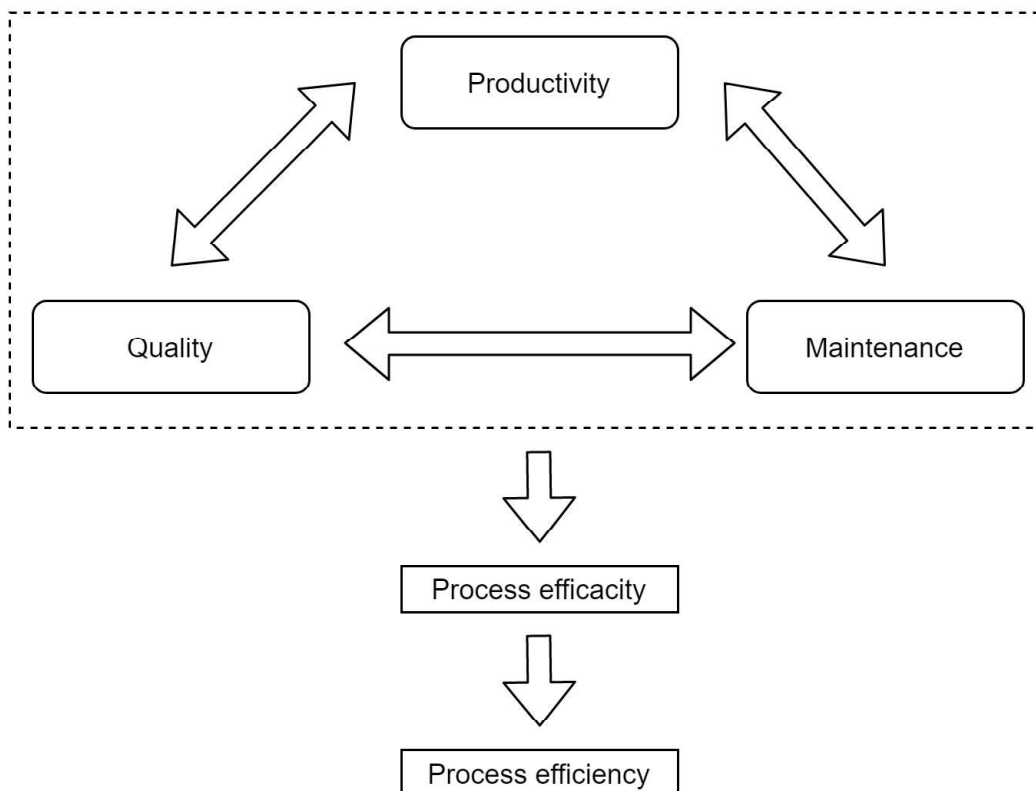 Productivity
Quality
Maintenance
Process efficacity
Process efficiency